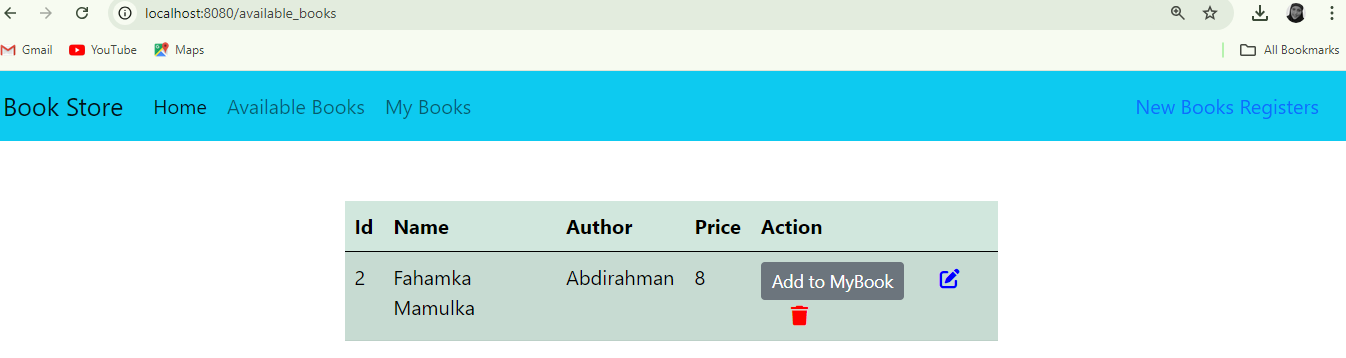 localhost:8080/available_books
Gmail YouTube Maps All Bookmarks
Book Store Home Available Books My Books New Books Registers
Id Name Author Price Action
2 Fahamka Abdirahman 8 Add to MyBook
Mamulka